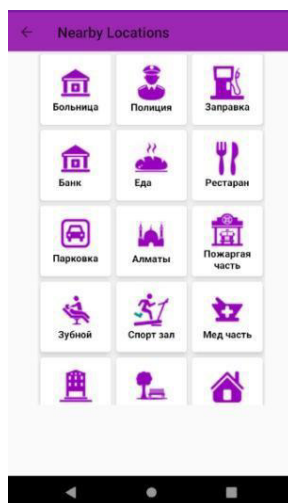 Nearby Locations
Больница
Полиция
Заправка
Банк
Еда
Рестаран
Парковка
Алматы
Пожаргая
часть
Зубной
Спорт зал
Мед часть